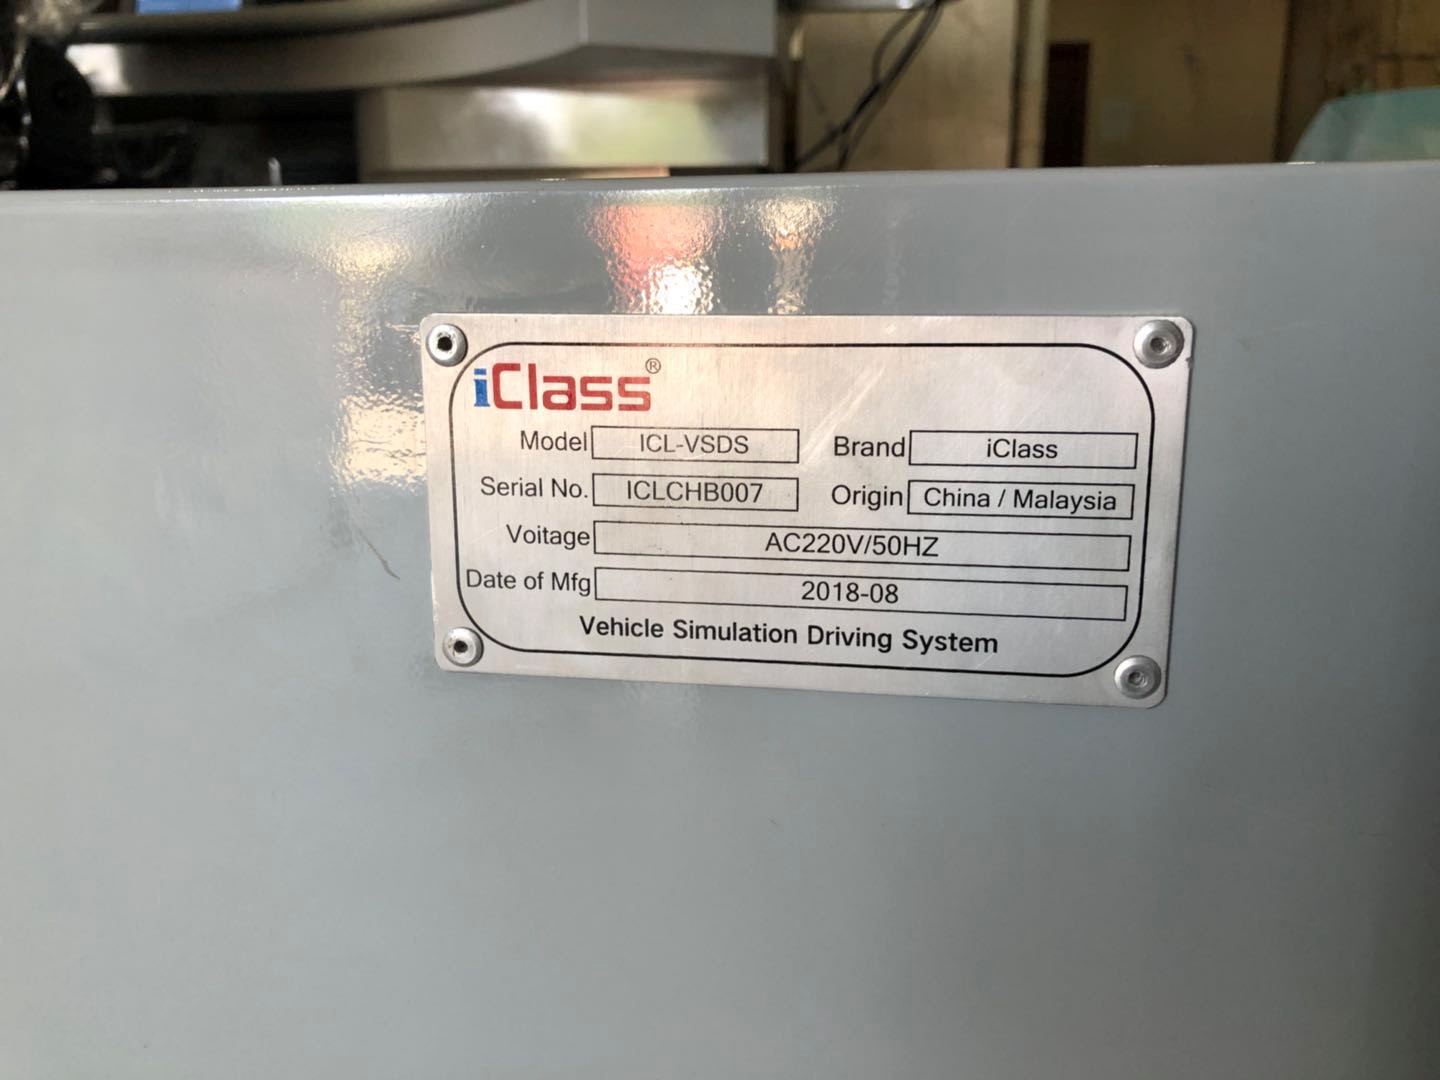 iClass®
Model ICL-VSDS Brand iClass
Serial No. ICLCHB007 Origin China / Malaysia
Voitage AC220V/50HZ
Date of Mfg 2018-08
Vehicle Simulation Driving System